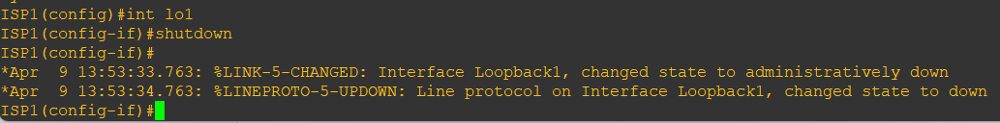 ISP1(config)#int lo1
ISP1(config-if)#shutdown
ISP1(config-if)#
*Apr  9 13:53:33.763: %LINK-5-CHANGED: Interface Loopback1, changed state to administratively down
*Apr  9 13:53:34.763: %LINEPROTO-5-UPDOWN: Line protocol on Interface Loopback1, changed state to down
ISP1(config-if)#